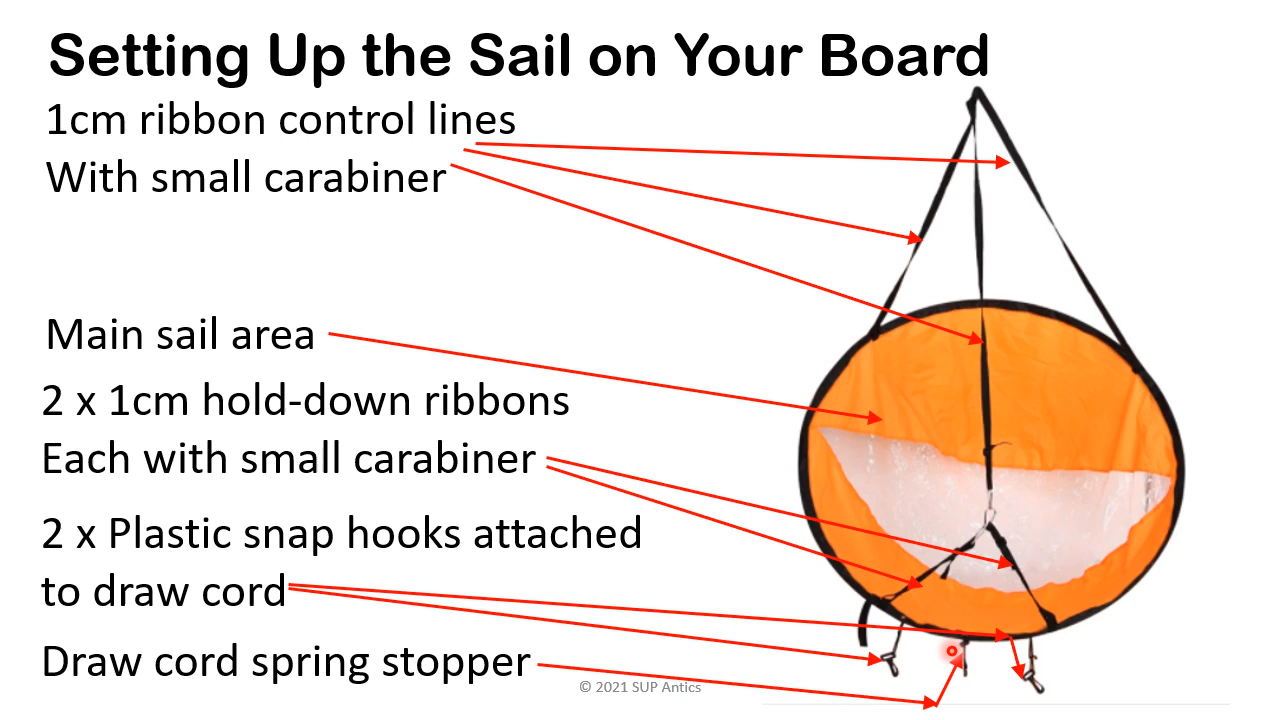 Setting Up the Sail on Your Board
1cm ribbon control lines
With small carabiner
Main sail area
2 x 1cm hold-down ribbons
Each with small carabiner
2 x Plastic snap hooks attached
to draw cord
Draw cord spring stopper
© 2021 SUP Antics